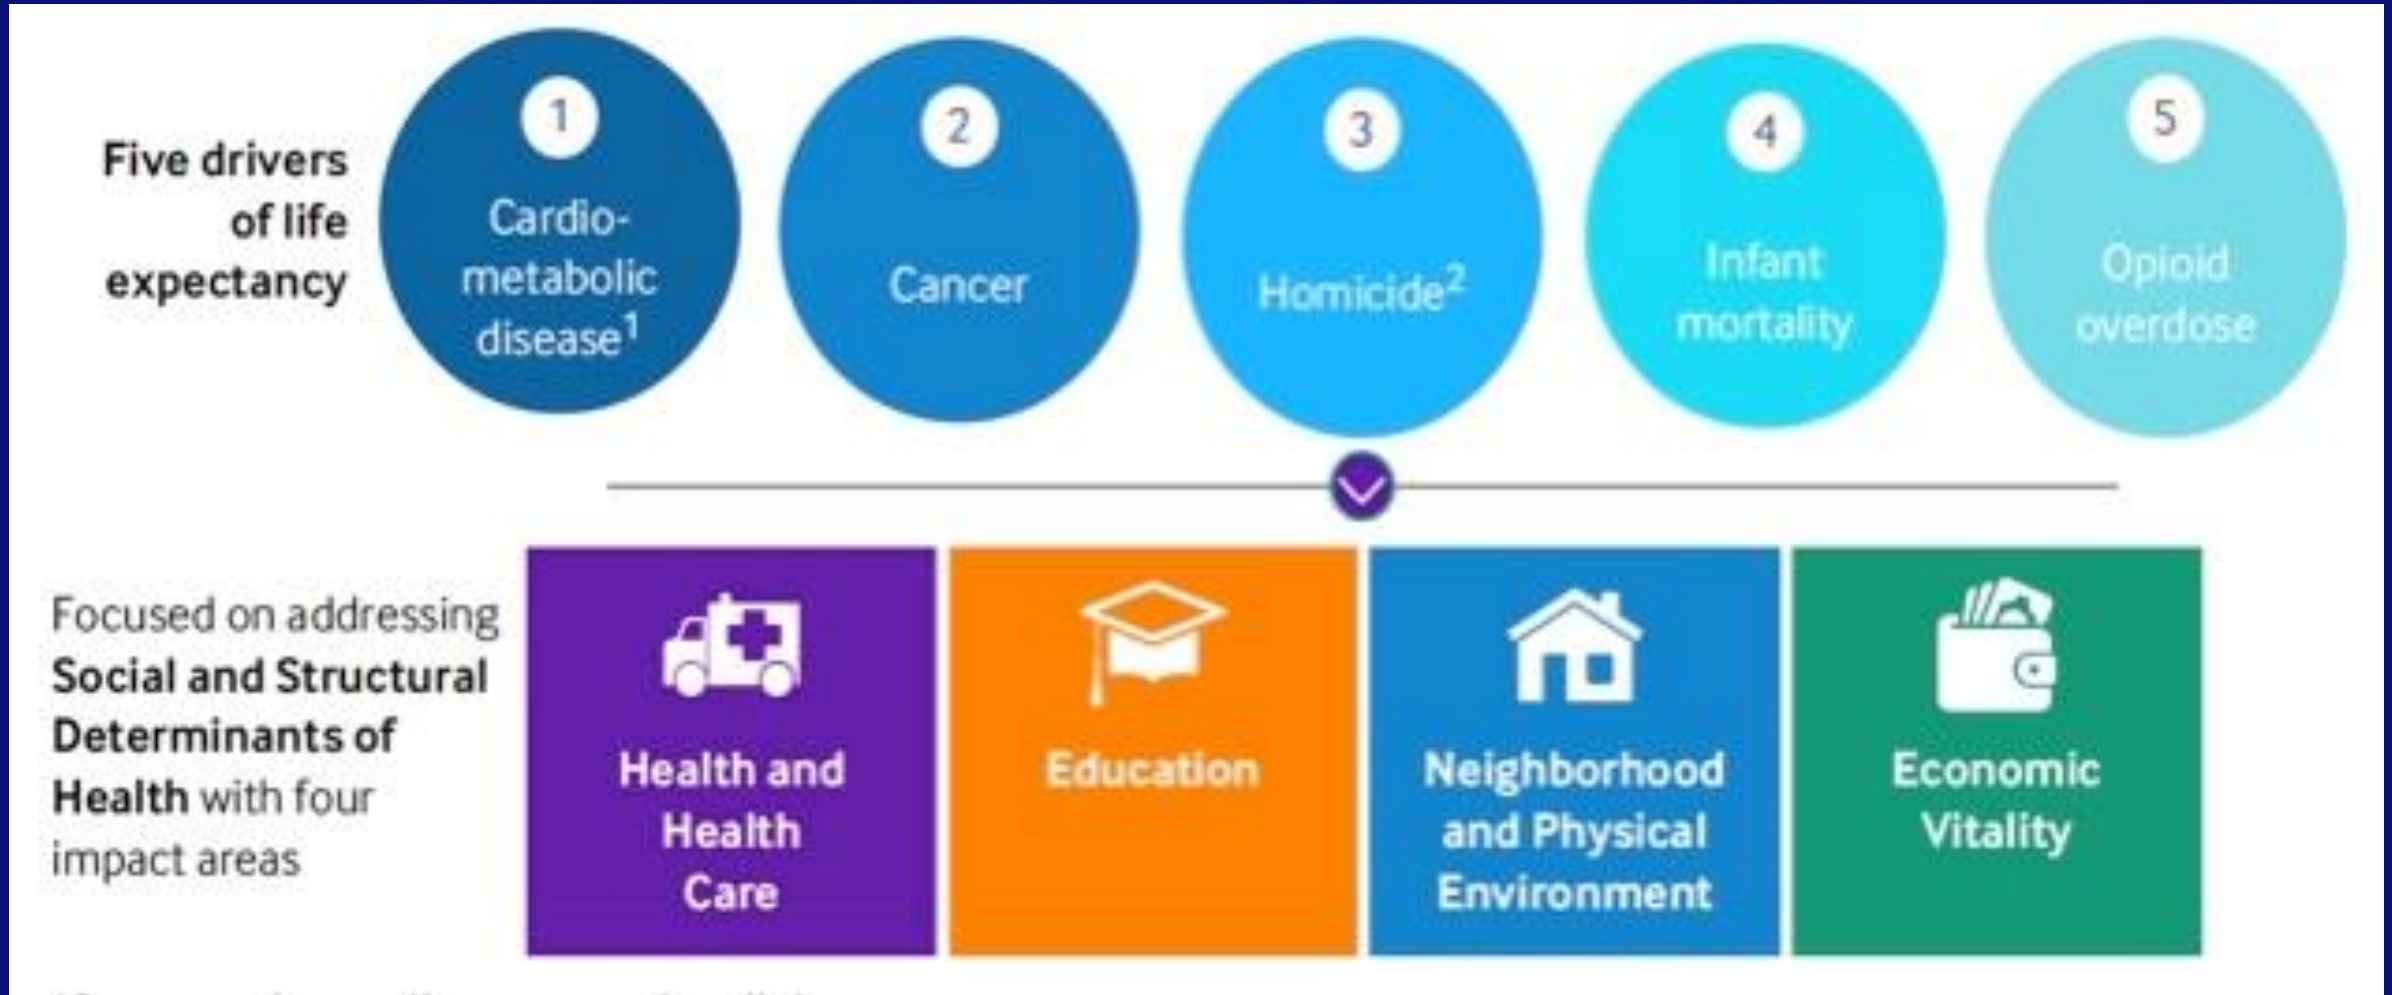 Five drivers
of life
expectancy
1
Cardio-
metabolic
disease¹
2
Cancer
3
Homicide²
4
Infant
mortality
5
Opioid
overdose
Focused on addressing
Social and Structural
Determinants of
Health with four
impact areas
Health and
Health
Care
Education
Neighborhood
and Physical
Environment
Economic
Vitality